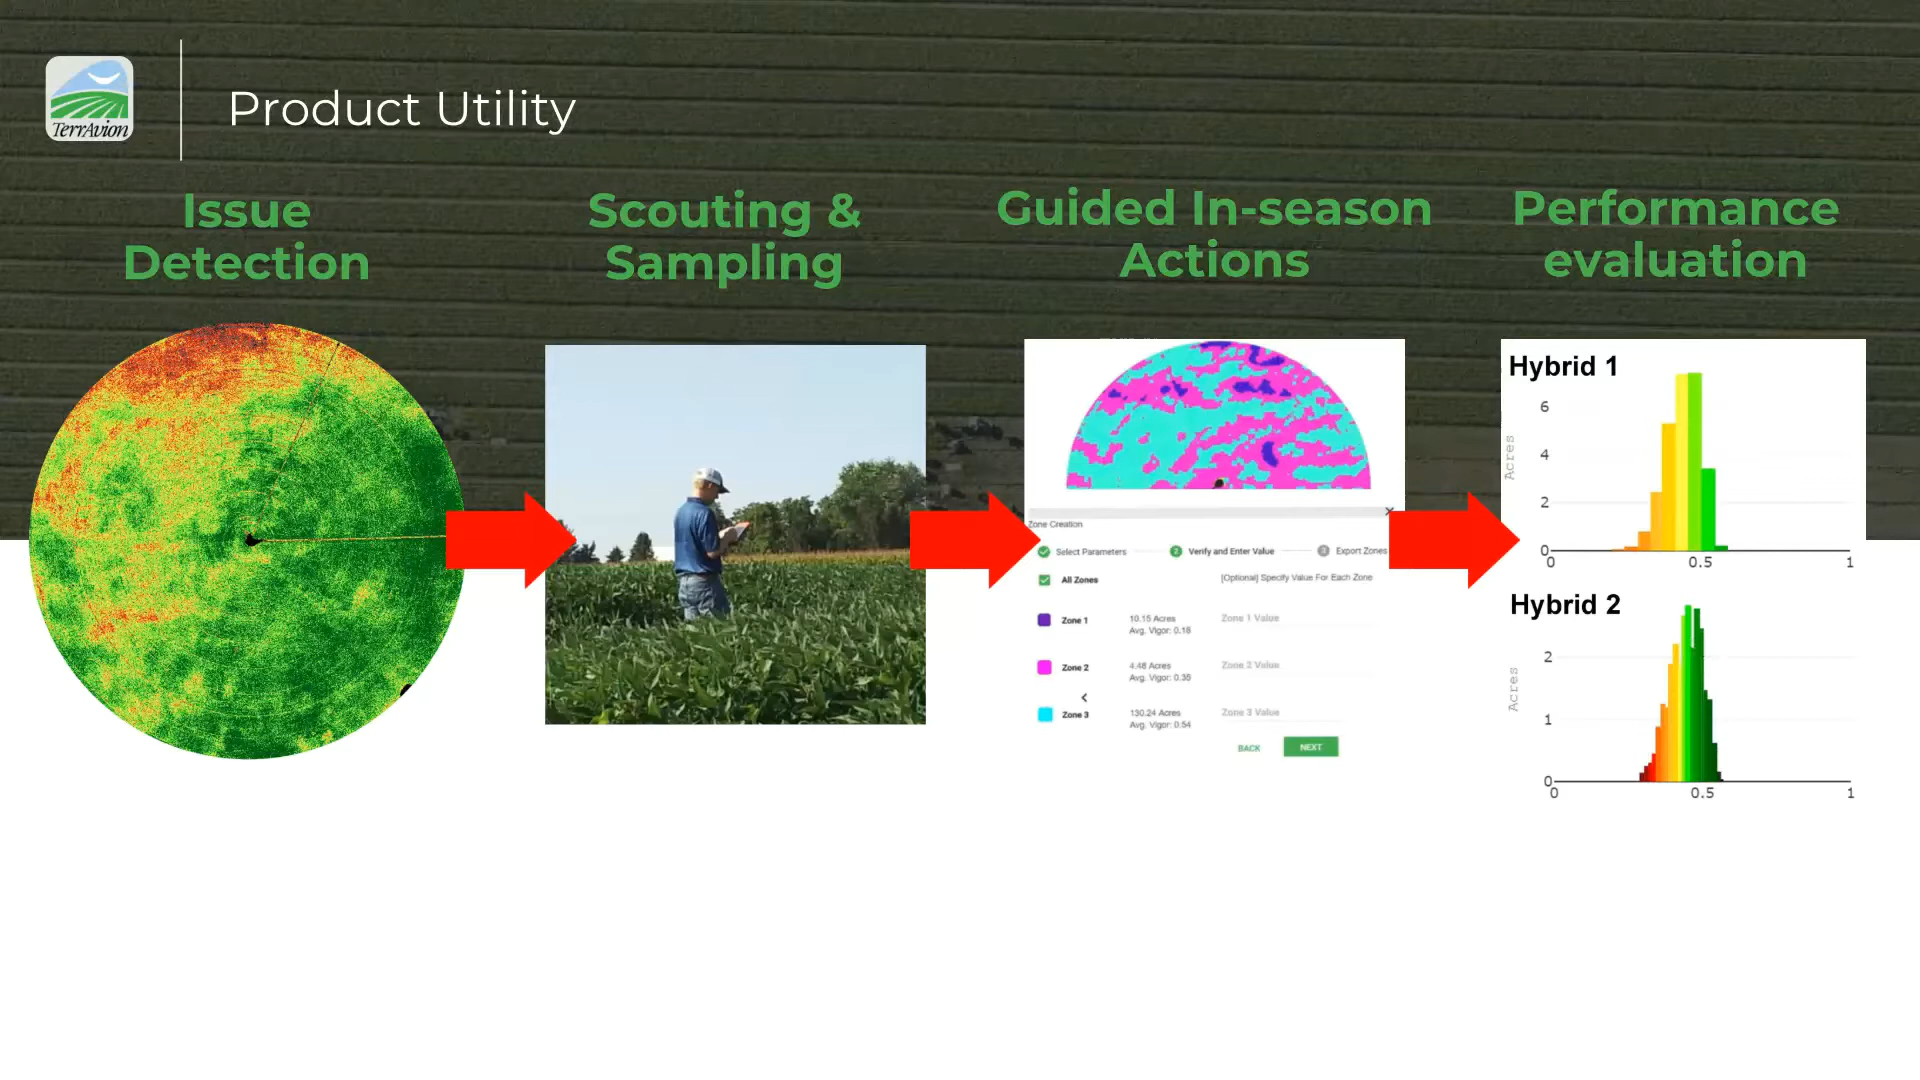 TerrAvion
Product Utility
Issue
Detection
Scouting &
Sampling
Guided In-season
Actions
Performance
evaluation
Zone Creation
Select Parameters
2
Verify and Enter Value
3
Export Zones
All Zones
[Optional] Specify Value For Each Zone
Zone 1
10.15 Acres
Avg. Vigor: 0.18
Zone 1 Value
Zone 2
4.48 Acres
Avg. Vigor: 0.35
Zone 2 Value
Zone 3
130.24 Acres
Avg. Vigor: 0.54
Zone 3 Value
BACK
NEXT
Hybrid 1
Acres
6
4
2
0
0 0.5 1
Hybrid 2
Acres
2
1
0
0 0.5 1